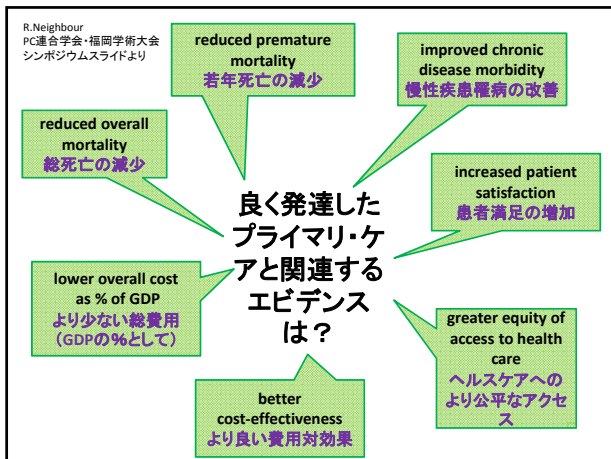 R.Neighbour
PC連合学会・福岡学術大会
シンポジウムスライドより
reduced premature
mortality
若年死亡の減少
improved chronic
disease morbidity
慢性疾患罹病の改善
reduced overall
mortality
総死亡の減少
increased patient
satisfaction
患者満足の増加
良く発達した
プライマリ・ケ
アと関連する
エビデンス
は？
lower overall cost
as % of GDP
より少ない総費用
（GDPの％として）
greater equity of
access to health
care
ヘルスケアへの
より公平なアクセ
ス
better
cost-effectiveness
より良い費用対効果